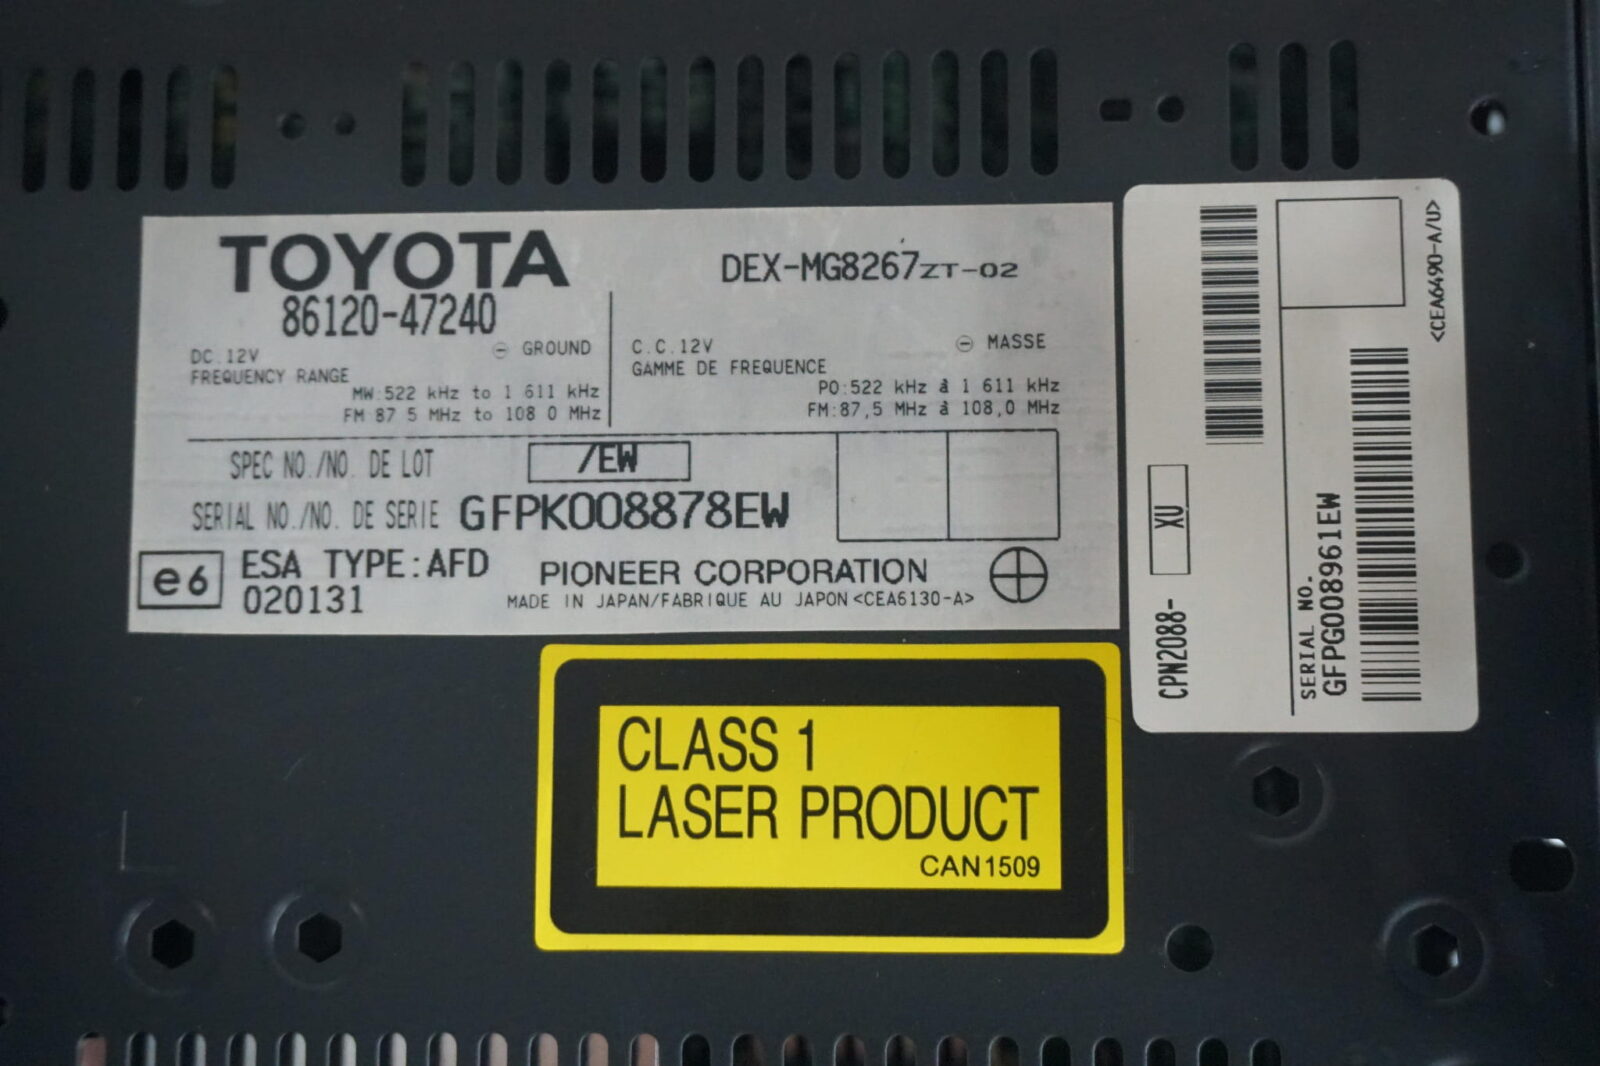 TOYOTA
86120-47240
DEX-MG8267ZT-02
DC.12V
⊖ GROUND
FREQUENCY RANGE
MW:522 kHz to 1 611 kHz
FM 87 5 MHz to 108 0 MHz
C.C.12V
⊖ MASSE
GAMME DE FREQUENCE
PO:522 kHz à 1 611 kHz
FM:87,5 MHz à 108,0 MHz
SPEC NO./NO. DE LOT
/EW
SERIAL NO./NO. DE SERIE GFPK008878EW
e6
ESA TYPE:AFD
020131
PIONEER CORPORATION
MADE IN JAPAN/FABRIQUE AU JAPON <CEA6130-A>
CPN2088-
XU
SERIAL NO.
GFPG008961EW
<CEA6490-A/U>
CLASS 1
LASER PRODUCT
CAN1509